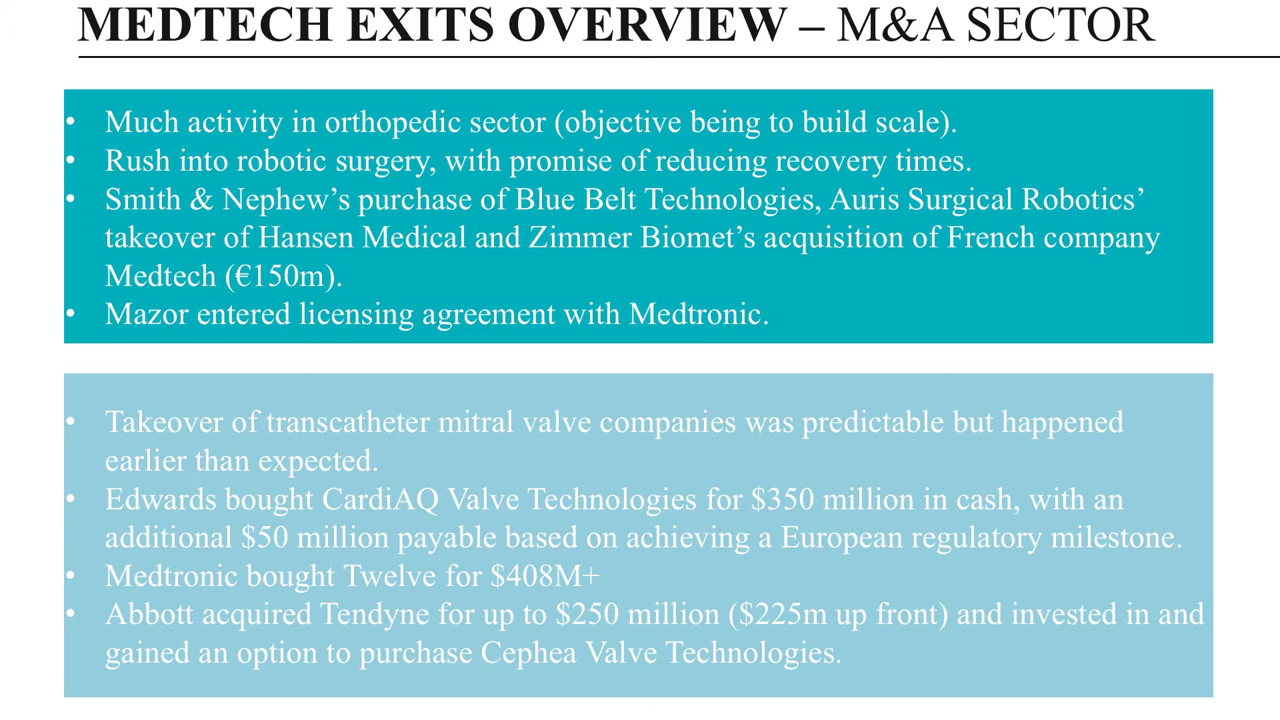 MEDTECH EXITS OVERVIEW – M&A SECTOR
• Much activity in orthopedic sector (objective being to build scale).
• Rush into robotic surgery, with promise of reducing recovery times.
• Smith & Nephew’s purchase of Blue Belt Technologies, Auris Surgical Robotics’
takeover of Hansen Medical and Zimmer Biomet’s acquisition of French company
Medtech (€150m).
• Mazor entered licensing agreement with Medtronic.
• Takeover of transcatheter mitral valve companies was predictable but happened
earlier than expected.
• Edwards bought CardiAQ Valve Technologies for $350 million in cash, with an
additional $50 million payable based on achieving a European regulatory milestone.
• Medtronic bought Twelve for $408M+
• Abbott acquired Tendyne for up to $250 million ($225m up front) and invested in and
gained an option to purchase Cephea Valve Technologies.